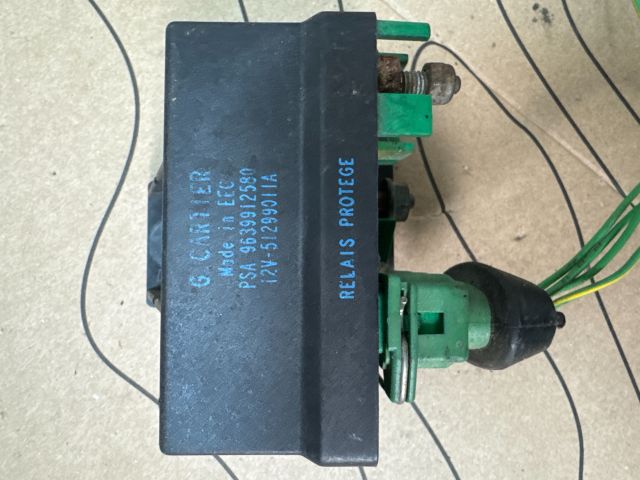 G. CARTIER
Made in EEC
PSA 9639912580
12V-51299011A
RELAIS PROTEGE